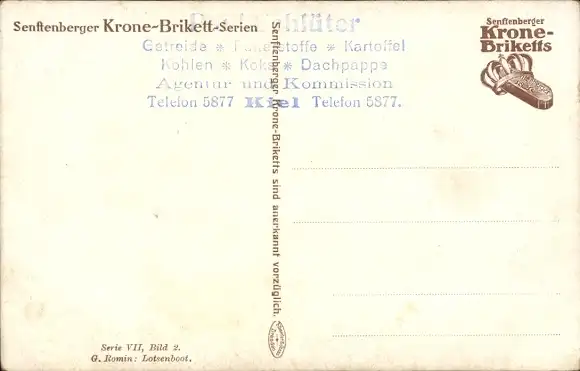 Senftenberger Krone-Brikett-Serien
Getreide * Futterstoffe * Kartoffel
Kohlen * Koks * Dachpappe
Agentur und Kommission
Telefon 5877 Kiel Telefon 5877.
Senftenberger
Krone-
Briketts
Senftenberger Krone-Briketts sind anerkannt vorzüglich.
Serie VII, Bild 2.
G. Romin: Lotsenboot.